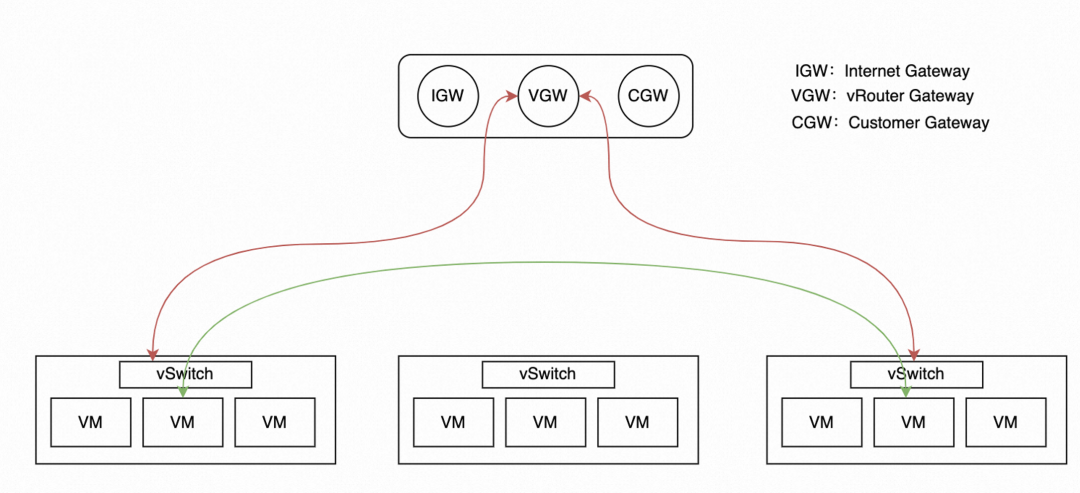 IGW
VGW
CGW
IGW：Internet Gateway
VGW：vRouter Gateway
CGW：Customer Gateway
vSwitch
VM
VM
VM
vSwitch
VM
VM
VM
vSwitch
VM
VM
VM